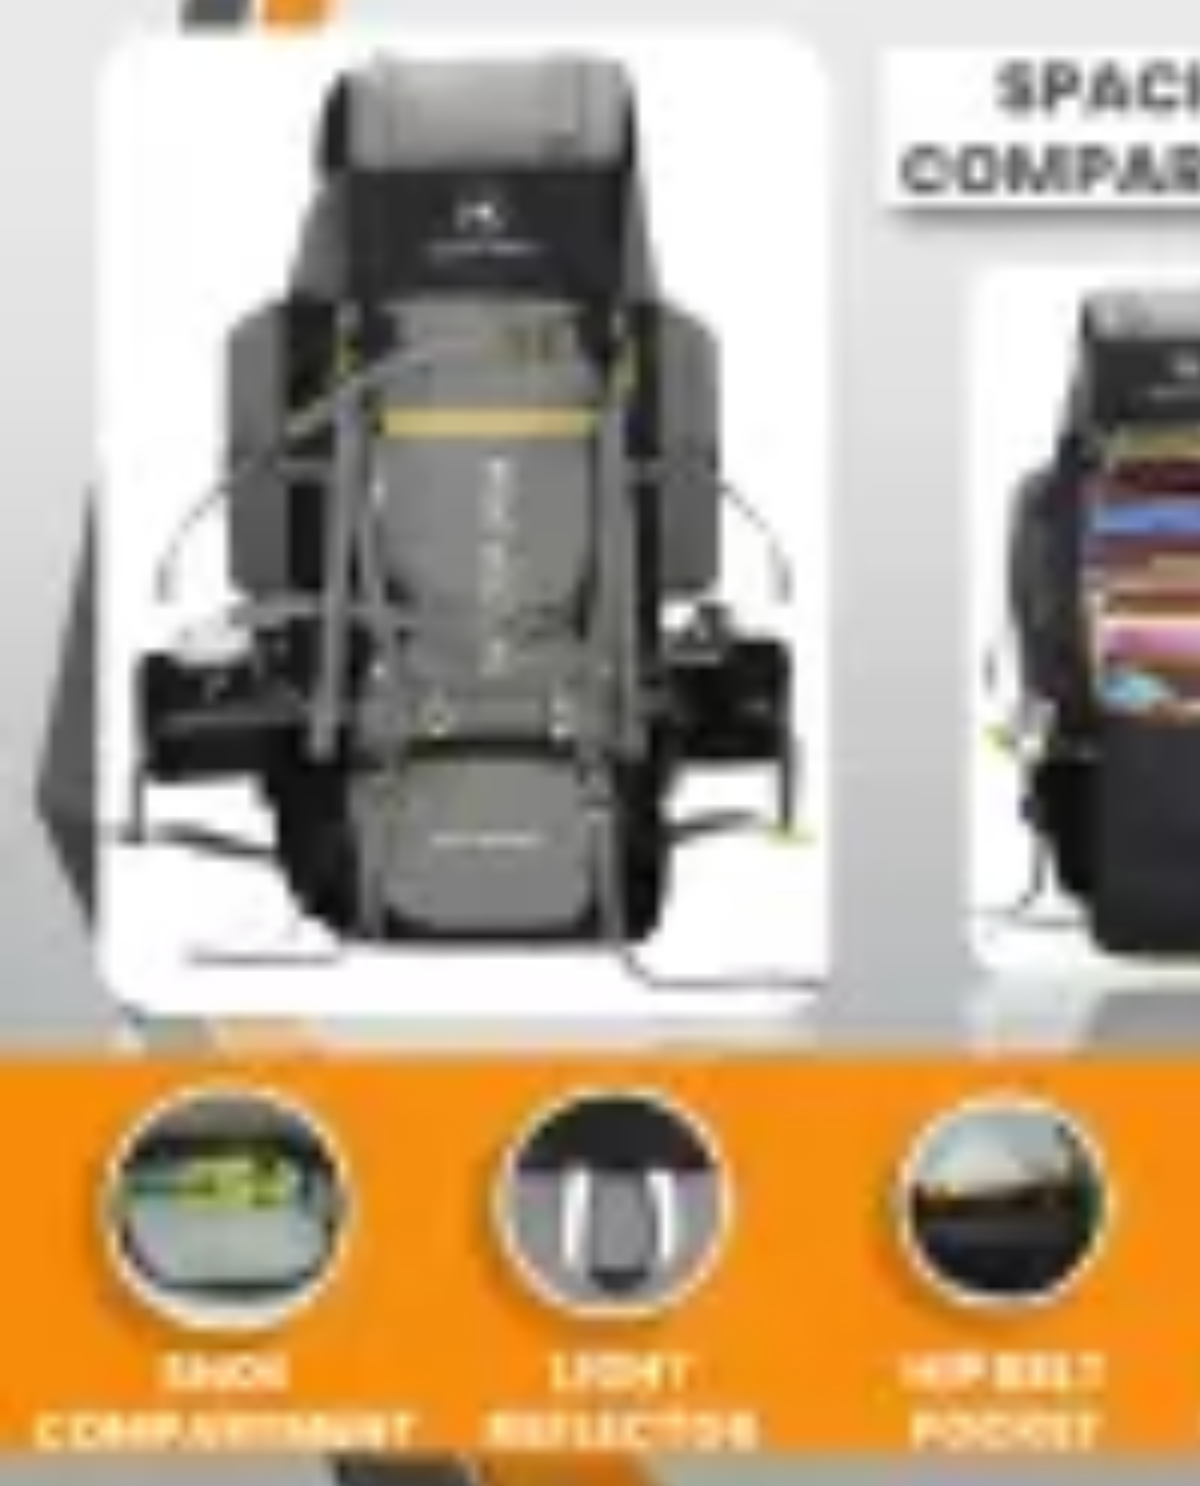 SPACI
COMPAR
SHOE
COMPARTMENT
LIGHT
REFLECTOR
HIP BELT
POCKET